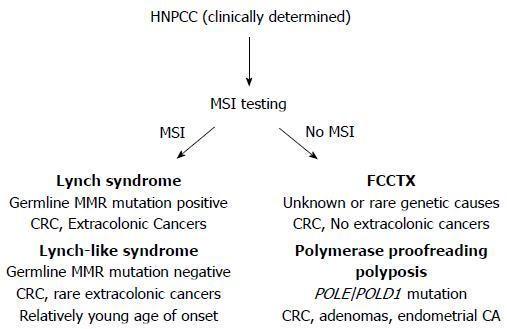 HNPCC (clinically determined)
MSI testing
MSI
No MSI
Lynch syndrome
Germline MMR mutation positive
CRC, Extracolonic Cancers
Lynch-like syndrome
Germline MMR mutation negative
CRC, rare extracolonic cancers
Relatively young age of onset
FCCTX
Unknown or rare genetic causes
CRC, No extracolonic cancers
Polymerase proofreading
polyposis
POLE|POLD1 mutation
CRC, adenomas, endometrial CA